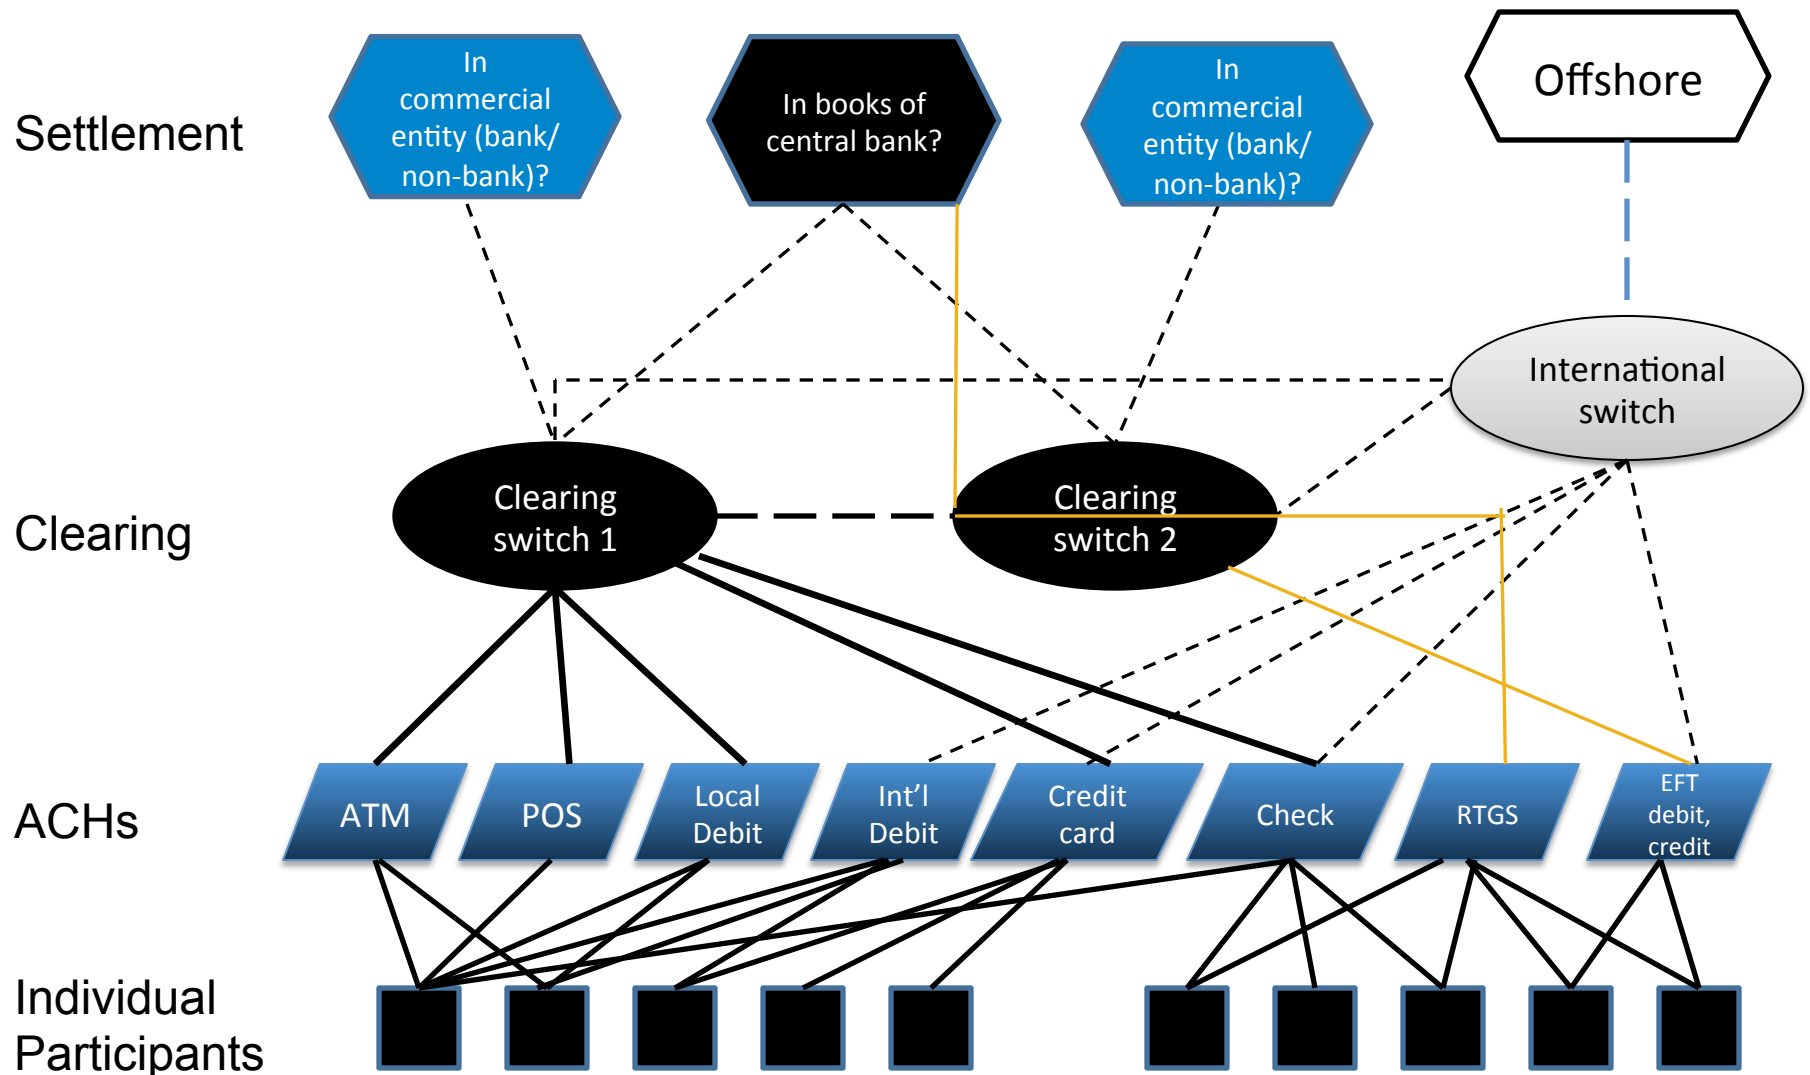 Settlement
In
commercial
entity (bank/
non-bank)?
In books of
central bank?
In
commercial
entity (bank/
non-bank)?
Offshore
International
switch
Clearing
Clearing
switch 1
Clearing
switch 2
ACHs
ATM
POS
Local
Debit
Int’l
Debit
Credit
card
Check
RTGS
EFT
debit,
credit
Individual
Participants